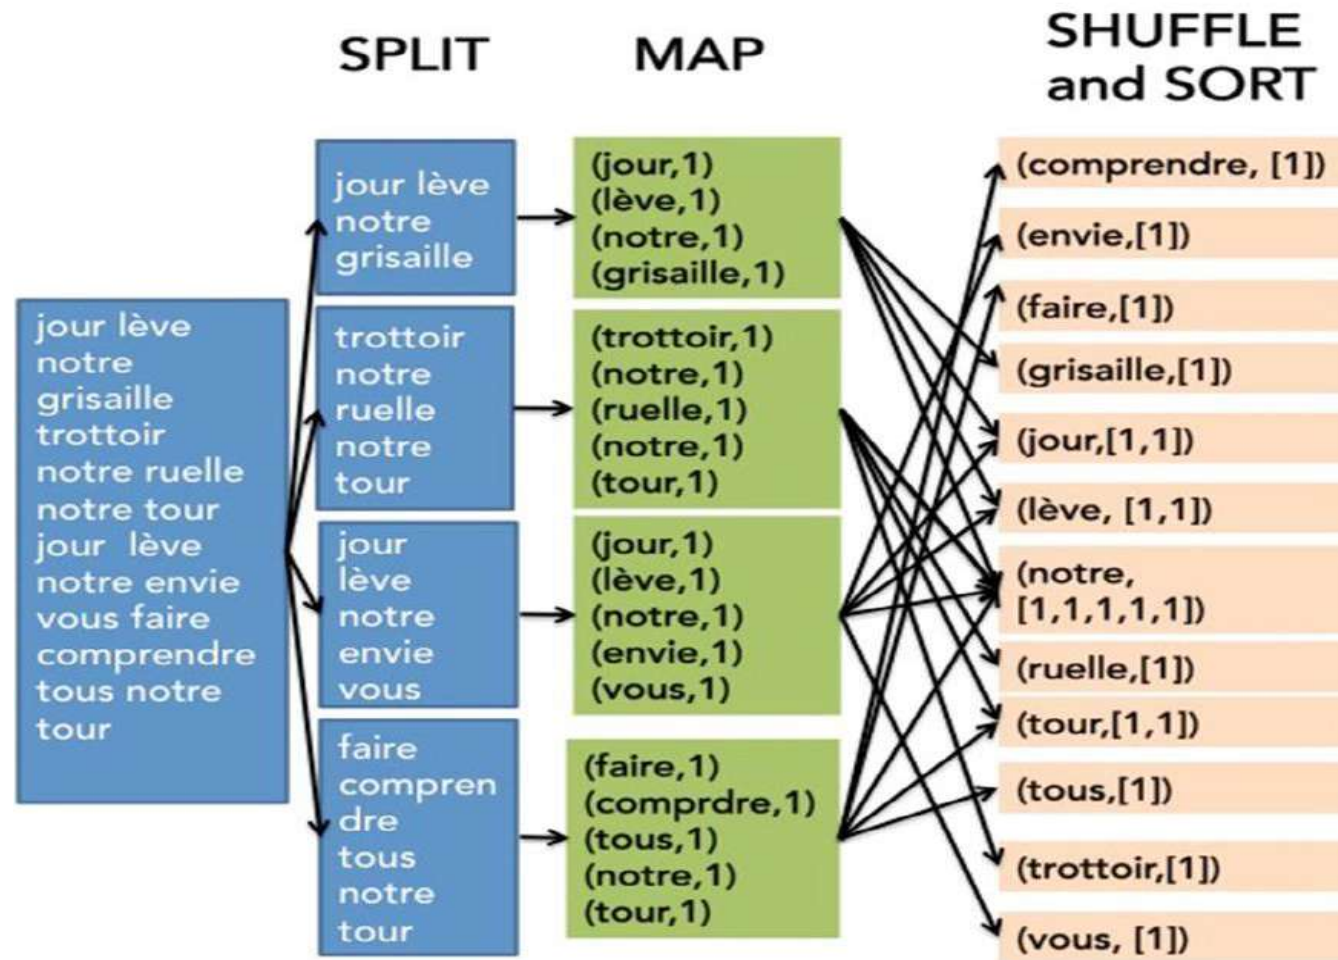 SPLIT
MAP
SHUFFLE
and SORT
jour lève
notre
grisaille
trottoir
notre ruelle
notre tour
jour lève
notre envie
vous faire
comprendre
tous notre
tour
jour lève
notre
grisaille
trottoir
notre
ruelle
notre
tour
jour
lève
notre
envie
vous
faire
compren
dre
tous
notre
tour
(jour,1)
(lève,1)
(notre,1)
(grisaille,1)
(trottoir,1)
(notre,1)
(ruelle,1)
(notre,1)
(tour,1)
(jour,1)
(lève,1)
(notre,1)
(envie,1)
(vous,1)
(faire,1)
(comprdre,1)
(tous,1)
(notre,1)
(tour,1)
(comprendre, [1])
(envie,[1])
(faire,[1])
(grisaille,[1])
(jour,[1,1])
(lève, [1,1])
(notre,
[1,1,1,1,1])
(ruelle,[1])
(tour,[1,1])
(tous,[1])
(trottoir,[1])
(vous, [1])